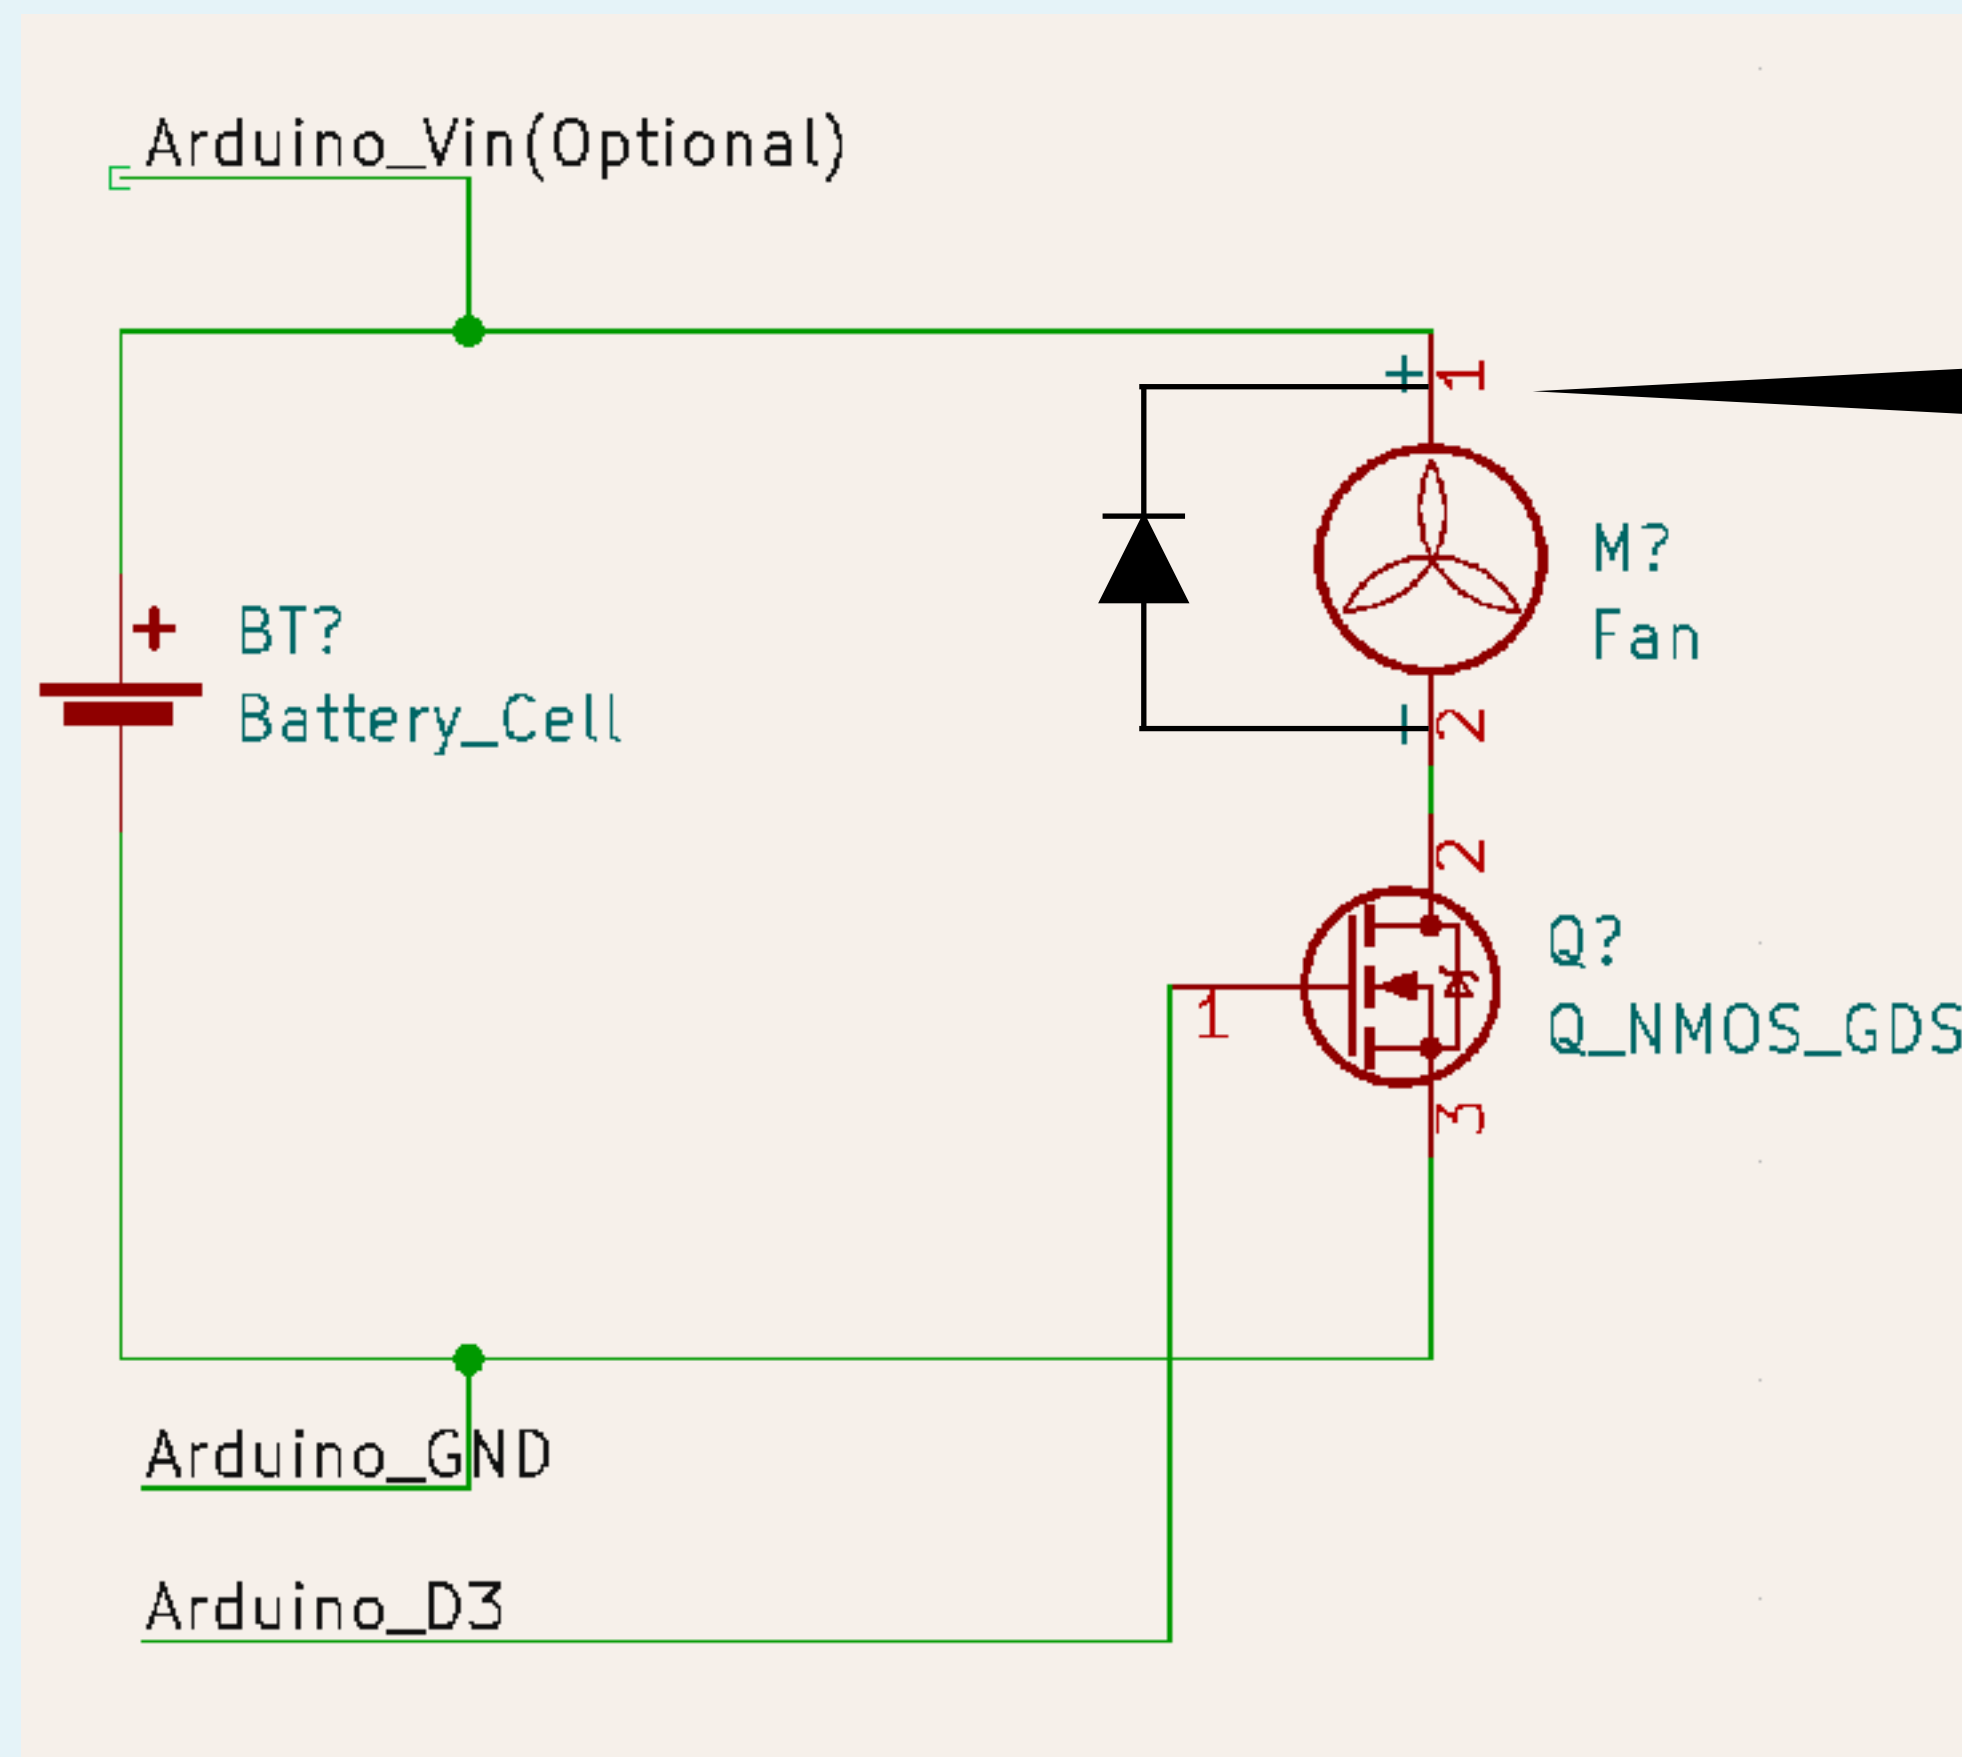 Arduino_Vin(Optional)
+
1
M?
Fan
+
BT?
Battery_Cell
2
2
Q?
Q_NMOS_GDS
1
3
Arduino_GND
Arduino_D3